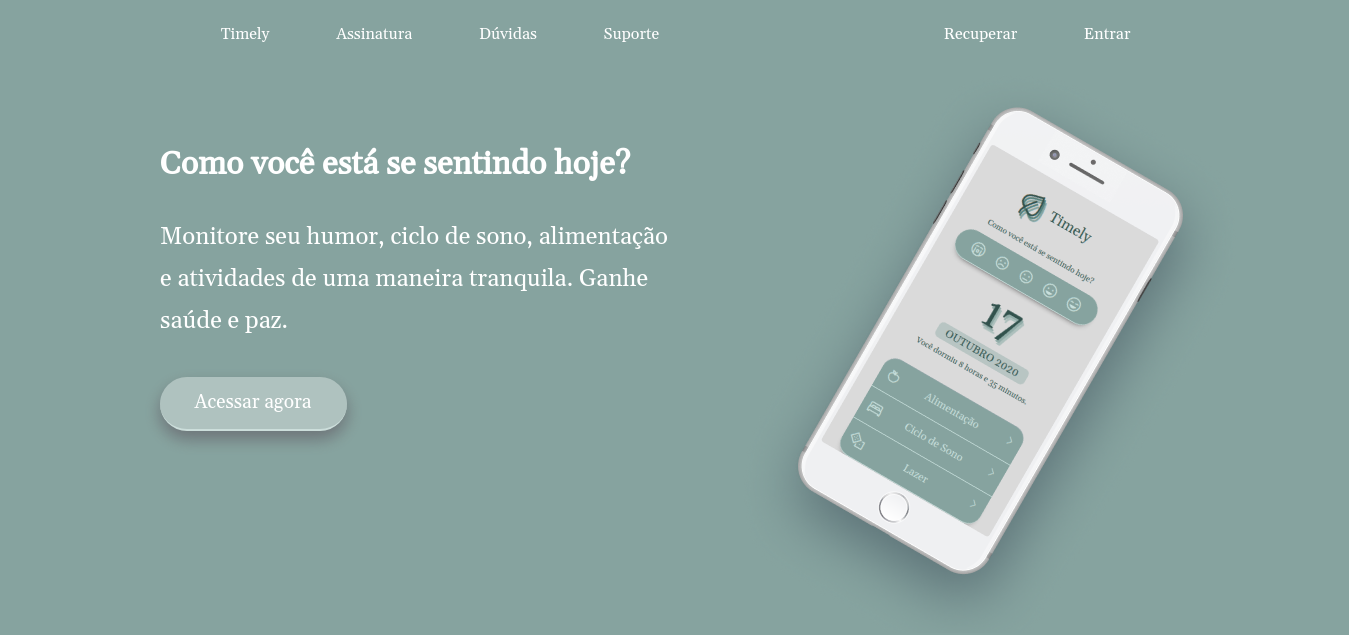 Timely
Assinatura
Dúvidas
Suporte
Recuperar
Entrar
Como você está se sentindo hoje?
Monitore seu humor, ciclo de sono, alimentação
e atividades de uma maneira tranquila. Ganhe
saúde e paz.
Acessar agora
Timely
Como você está se sentindo hoje?
17
OUTUBRO 2020
Você dormiu 8 horas e 35 minutos.
Alimentação
Ciclo de Sono
Lazer